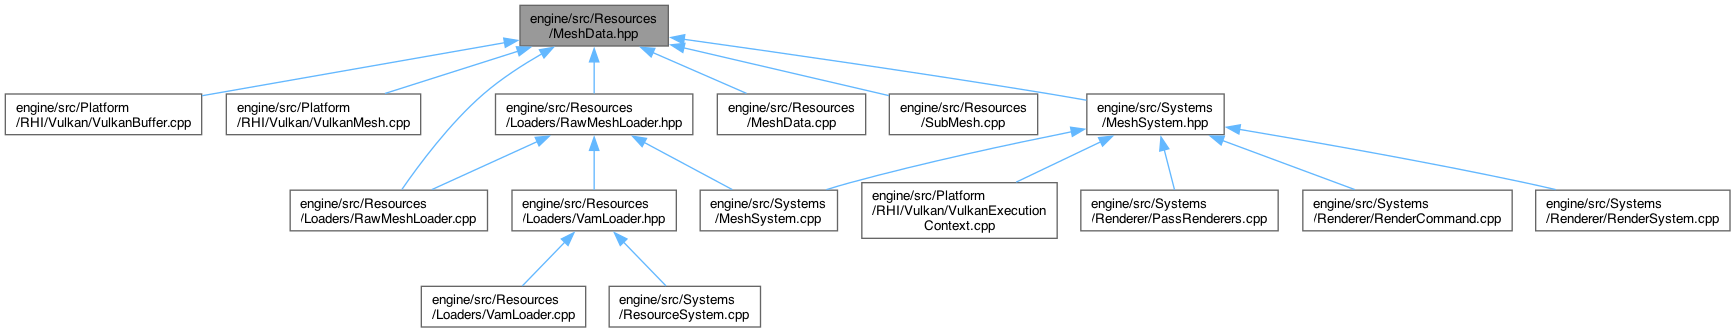 engine/src/Resources
/MeshData.hpp
engine/src/Platform
/RHI/Vulkan/VulkanBuffer.cpp
engine/src/Platform
/RHI/Vulkan/VulkanMesh.cpp
engine/src/Resources
/Loaders/RawMeshLoader.hpp
engine/src/Resources
/MeshData.cpp
engine/src/Resources
/SubMesh.cpp
engine/src/Systems
/MeshSystem.hpp
engine/src/Resources
/Loaders/RawMeshLoader.cpp
engine/src/Resources
/Loaders/VamLoader.hpp
engine/src/Systems
/MeshSystem.cpp
engine/src/Platform
/RHI/Vulkan/VulkanExecution
Context.cpp
engine/src/Systems
/Renderer/PassRenderers.cpp
engine/src/Systems
/Renderer/RenderCommand.cpp
engine/src/Systems
/Renderer/RenderSystem.cpp
engine/src/Resources
/Loaders/VamLoader.cpp
engine/src/Systems
/ResourceSystem.cpp